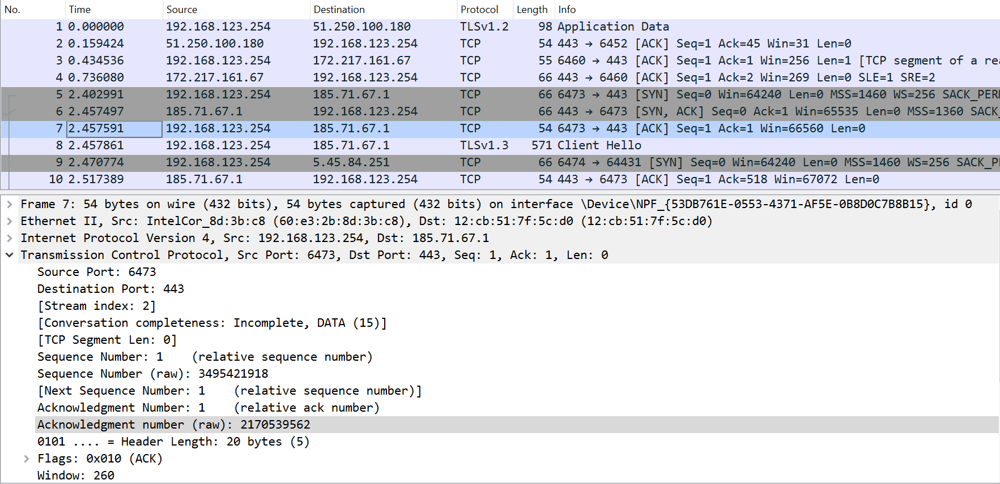 No. Time Source Destination Protocol Length Info
1 0.000000 192.168.123.254 51.250.100.180 TLSv1.2 98 Application Data
2 0.159424 51.250.100.180 192.168.123.254 TCP 54 443 → 6452 [ACK] Seq=1 Ack=45 Win=31 Len=0
3 0.434536 192.168.123.254 172.217.161.67 TCP 55 6460 → 443 [ACK] Seq=1 Ack=1 Win=256 Len=1 [TCP segment of a rea
4 0.736080 172.217.161.67 192.168.123.254 TCP 66 443 → 6460 [ACK] Seq=1 Ack=2 Win=269 Len=0 SLE=1 SRE=2
5 2.402991 192.168.123.254 185.71.67.1 TCP 66 6473 → 443 [SYN] Seq=0 Win=64240 Len=0 MSS=1460 WS=256 SACK_PERM
6 2.457497 185.71.67.1 192.168.123.254 TCP 66 443 → 6473 [SYN, ACK] Seq=0 Ack=1 Win=65535 Len=0 MSS=1360 SACK_
7 2.457591 192.168.123.254 185.71.67.1 TCP 54 6473 → 443 [ACK] Seq=1 Ack=1 Win=66560 Len=0
8 2.457861 192.168.123.254 185.71.67.1 TLSv1.3 571 Client Hello
9 2.470774 192.168.123.254 5.45.84.251 TCP 66 6474 → 64431 [SYN] Seq=0 Win=64240 Len=0 MSS=1460 WS=256 SACK_P
10 2.517389 185.71.67.1 192.168.123.254 TCP 54 443 → 6473 [ACK] Seq=1 Ack=518 Win=67072 Len=0
Frame 7: 54 bytes on wire (432 bits), 54 bytes captured (432 bits) on interface \Device\NPF_{53DB761E-0553-4371-AF5E-0B8D0C7B8B15}, id 0
Ethernet II, Src: IntelCor_8d:3b:c8 (60:e3:2b:8d:3b:c8), Dst: 12:cb:51:7f:5c:d0 (12:cb:51:7f:5c:d0)
Internet Protocol Version 4, Src: 192.168.123.254, Dst: 185.71.67.1
Transmission Control Protocol, Src Port: 6473, Dst Port: 443, Seq: 1, Ack: 1, Len: 0
Source Port: 6473
Destination Port: 443
[Stream index: 2]
[Conversation completeness: Incomplete, DATA (15)]
[TCP Segment Len: 0]
Sequence Number: 1 (relative sequence number)
Sequence Number (raw): 3495421918
[Next Sequence Number: 1 (relative sequence number)]
Acknowledgment Number: 1 (relative ack number)
Acknowledgment number (raw): 2170539562
0101 .... = Header Length: 20 bytes (5)
Flags: 0x010 (ACK)
Window: 260